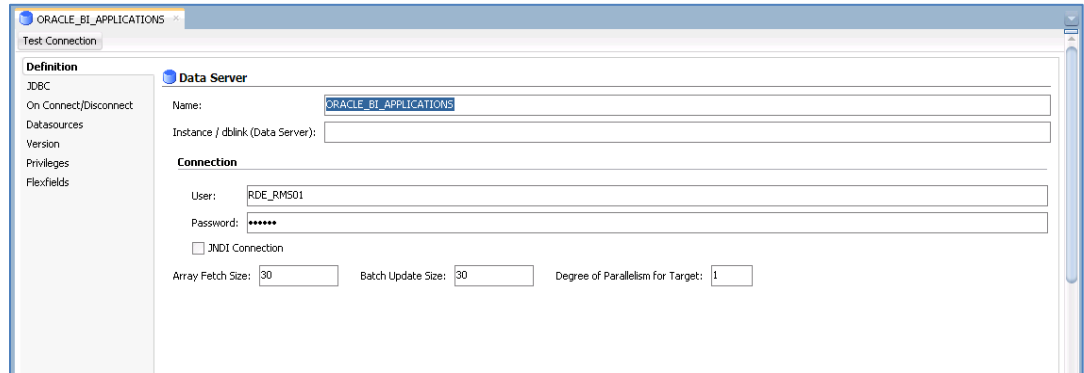 ORACLE_BI_APPLICATIONS
Test Connection
Definition
JDBC
On Connect/Disconnect
Datasources
Version
Privileges
Flexfields
Data Server
Name: ORACLE_BI_APPLICATIONS
Instance / dblink (Data Server):
Connection
User: RDE_RMS01
Password: ••••••
JNDI Connection
Array Fetch Size: 30 Batch Update Size: 30 Degree of Parallelism for Target: 1